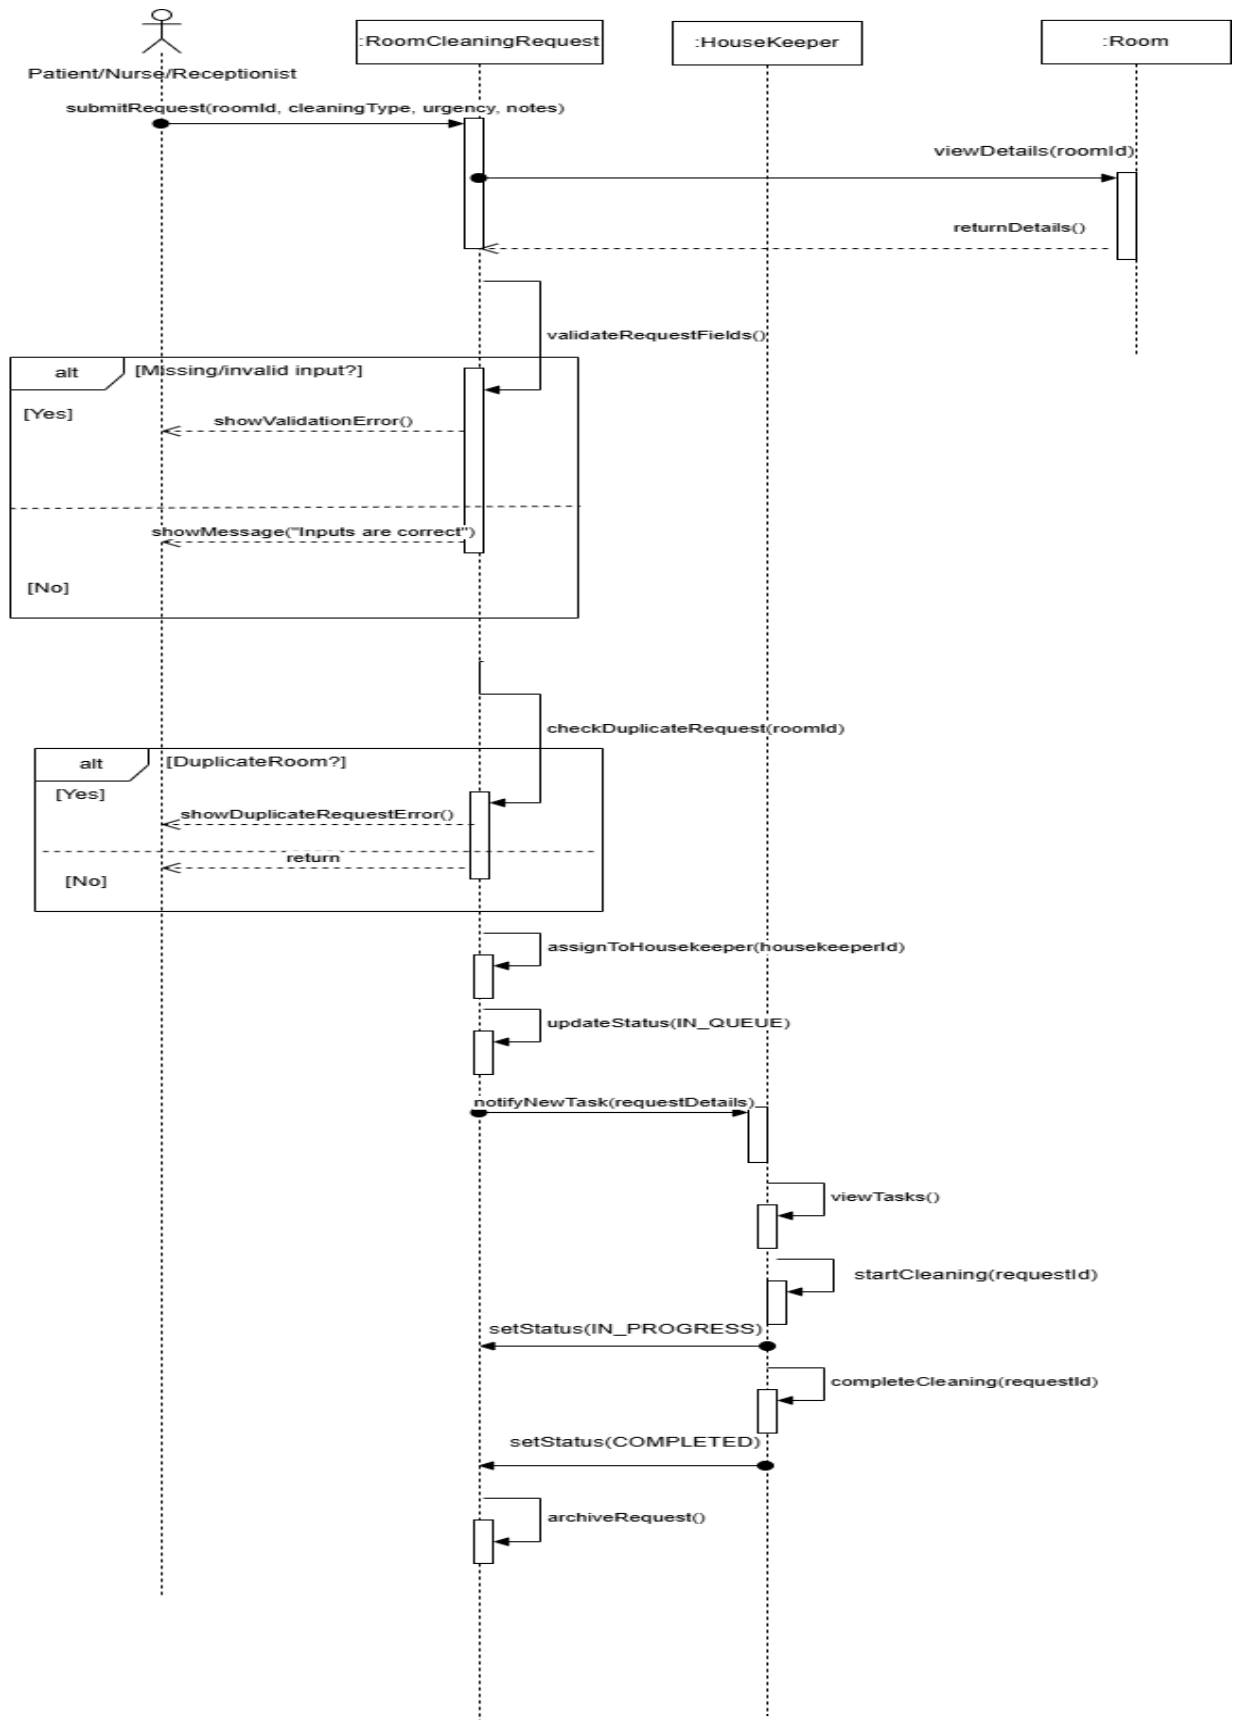 :RoomCleaningRequest
:HouseKeeper
:Room
Patient/Nurse/Receptionist
submitRequest(roomId, cleaningType, urgency, notes)
viewDetails(roomId)
returnDetails()
validateRequestFields()
alt
[Missing/invalid input?]
[Yes]
showValidationError()
showMessage("Inputs are correct")
[No]
checkDuplicateRequest(roomId)
alt
[DuplicateRoom?]
[Yes]
showDuplicateRequestError()
return
[No]
assignToHousekeeper(housekeeperId)
updateStatus(IN_QUEUE)
notifyNewTask(requestDetails)
viewTasks()
startCleaning(requestId)
setStatus(IN_PROGRESS)
completeCleaning(requestId)
setStatus(COMPLETED)
archiveRequest()